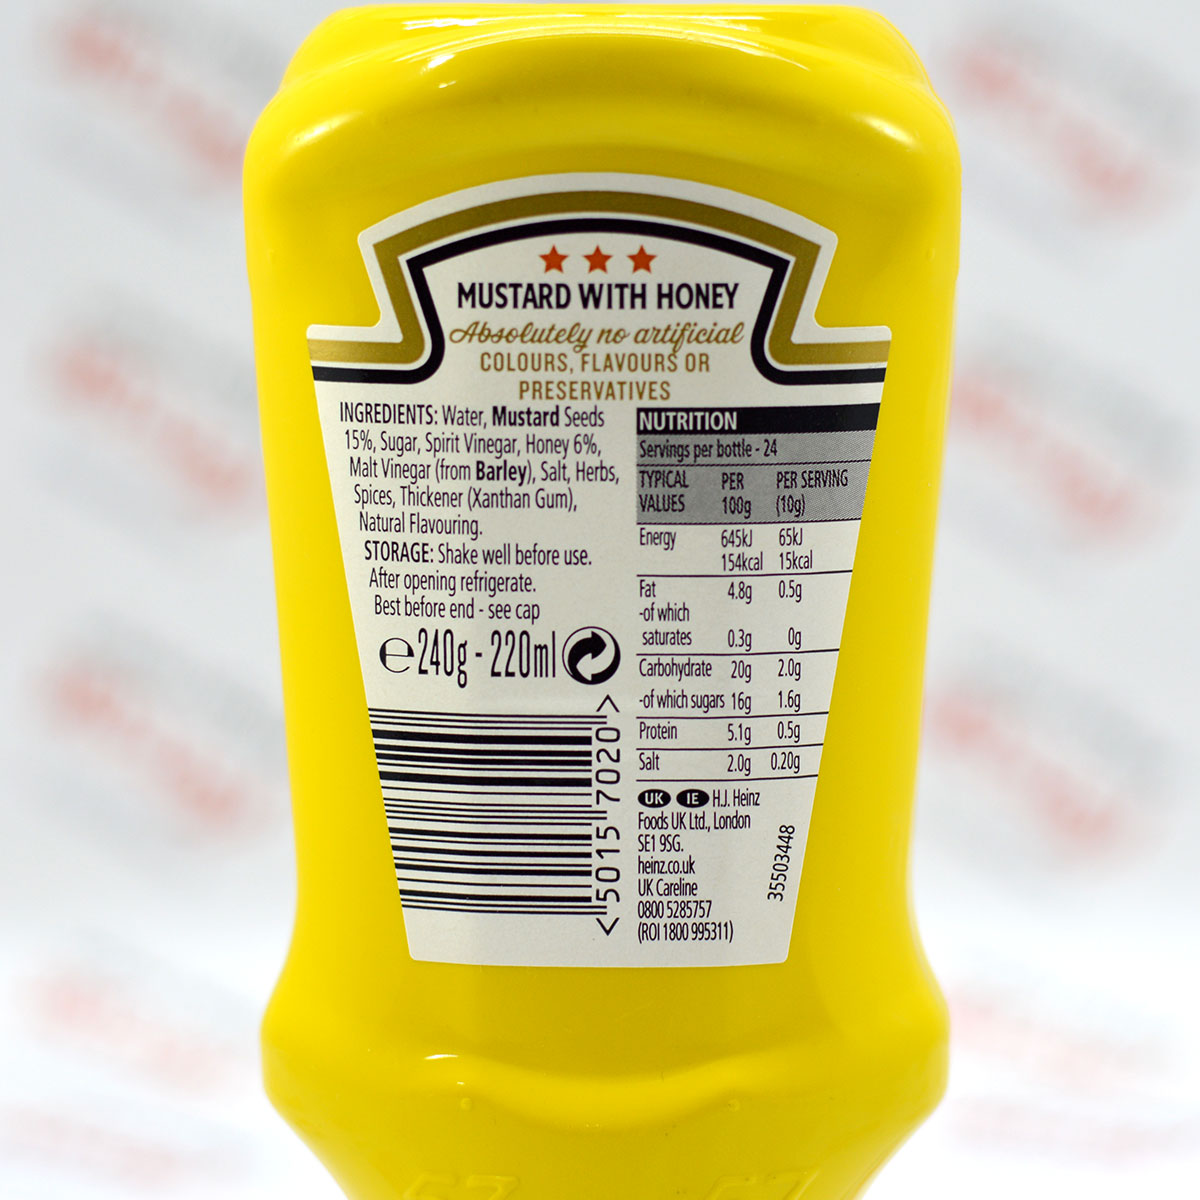 MUSTARD WITH HONEY
Absolutely no artificial
COLOURS, FLAVOURS OR
PRESERVATIVES
INGREDIENTS: Water, Mustard Seeds
15%, Sugar, Spirit Vinegar, Honey 6%,
Malt Vinegar (from Barley), Salt, Herbs,
Spices, Thickener (Xanthan Gum),
Natural Flavouring.
STORAGE: Shake well before use.
After opening refrigerate.
Best before end - see cap
℮240g - 220ml
<5015 7020>
NUTRITION
Servings per bottle - 24
TYPICAL VALUES PER 100g PER SERVING (10g)
Energy 645kJ 65kJ
154kcal 15kcal
Fat 4.8g 0.5g
-of which
saturates 0.3g 0g
Carbohydrate 20g 2.0g
-of which sugars 16g 1.6g
Protein 5.1g 0.5g
Salt 2.0g 0.20g
UK IE H.J. Heinz
Foods UK Ltd., London
SE1 9SG.
heinz.co.uk
UK Careline
0800 5285757
(ROI 1800 995311)
35503448
57 57